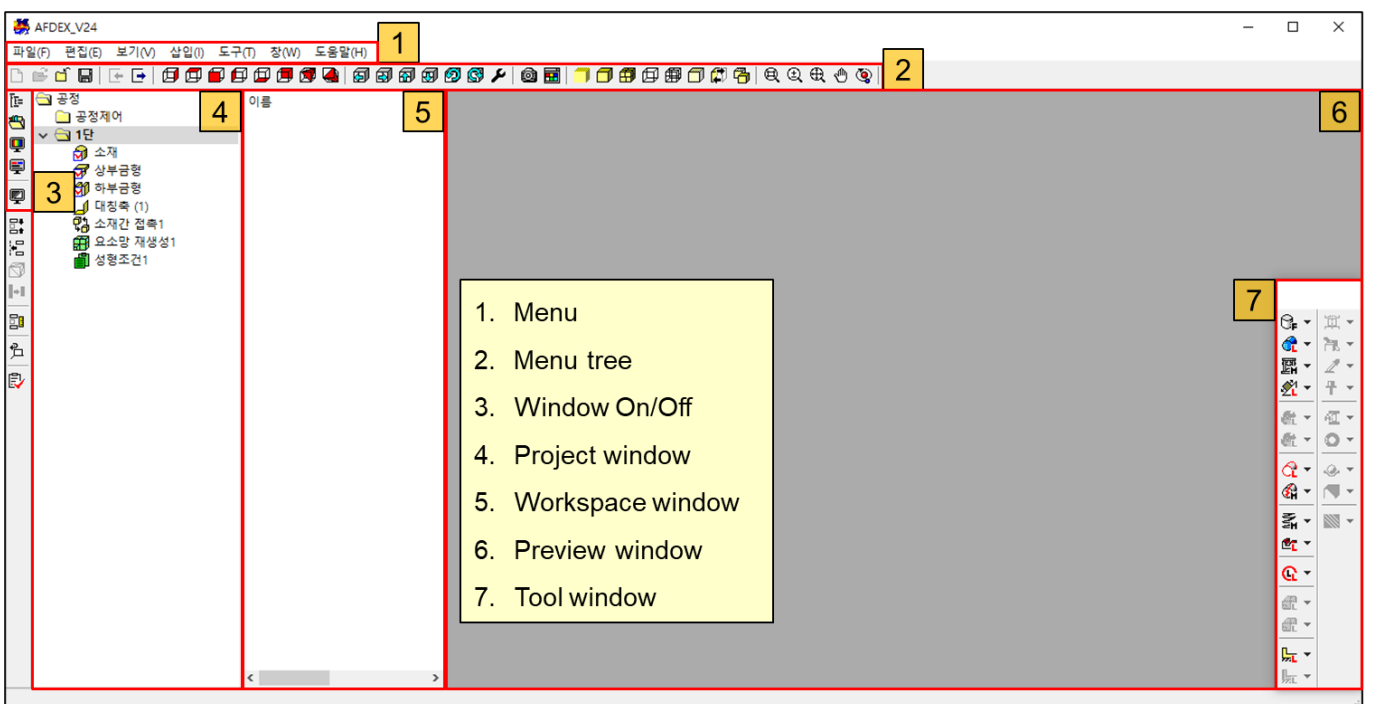 AFDEX_V24
파일(F) 편집(E) 보기(V) 삽입(I) 도구(T) 창(W) 도움말(H)
1
2
공정
공정제어
1단
소재
상부금형
하부금형
대칭축 (1)
소재간 접촉1
요소망 재생성1
성형조건1
3
4
이름
5
6
1. Menu
2. Menu tree
3. Window On/Off
4. Project window
5. Workspace window
6. Preview window
7. Tool window
7